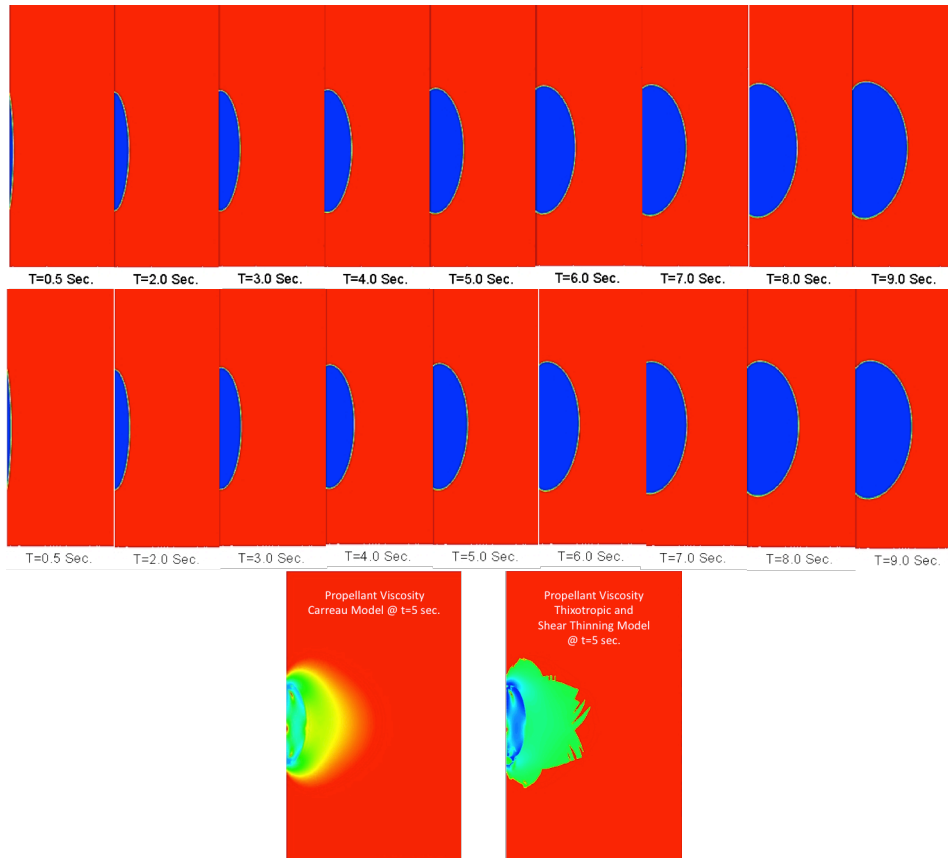 T=0.5 Sec. T=2.0 Sec. T=3.0 Sec. T=4.0 Sec. T=5.0 Sec. T=6.0 Sec. T=7.0 Sec. T=8.0 Sec. T=9.0 Sec.
T=0.5 Sec. T=2.0 Sec. T=3.0 Sec. T=4.0 Sec. T=5.0 Sec. T=6.0 Sec. T=7.0 Sec. T=8.0 Sec. T=9.0 Sec.
Propellant Viscosity
Carreau Model @ t=5 sec.
Propellant Viscosity
Thixotropic and
Shear Thinning Model
@ t=5 sec.